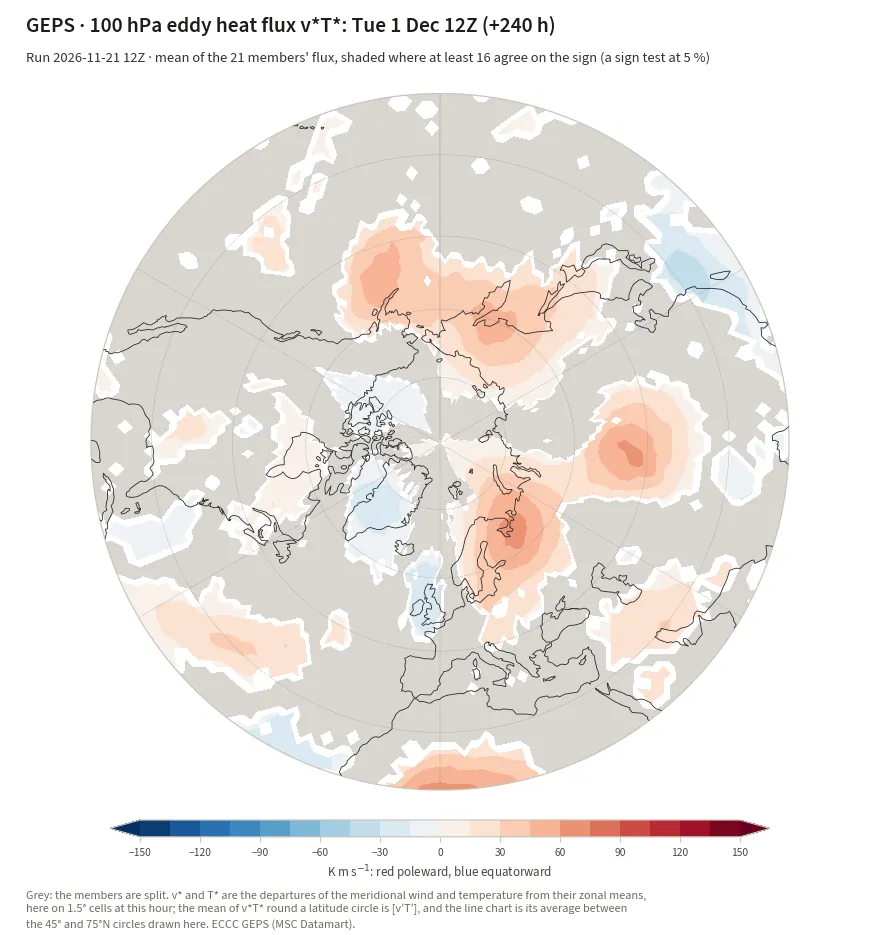 GEPS · 100 hPa eddy heat flux v*T*: Tue 1 Dec 12Z (+240 h)
Run 2026-11-21 12Z · mean of the 21 members' flux, shaded where at least 16 agree on the sign (a sign test at 5 %)
−150 −120 −90 −60 −30 0 30 60 90 120 150
K m s⁻¹: red poleward, blue equatorward
Grey: the members are split. v* and T* are the departures of the meridional wind and temperature from their zonal means,
here on 1.5° cells at this hour; the mean of v*T* round a latitude circle is [v'T'], and the line chart is its average between
the 45° and 75°N circles drawn here. ECCC GEPS (MSC Datamart).